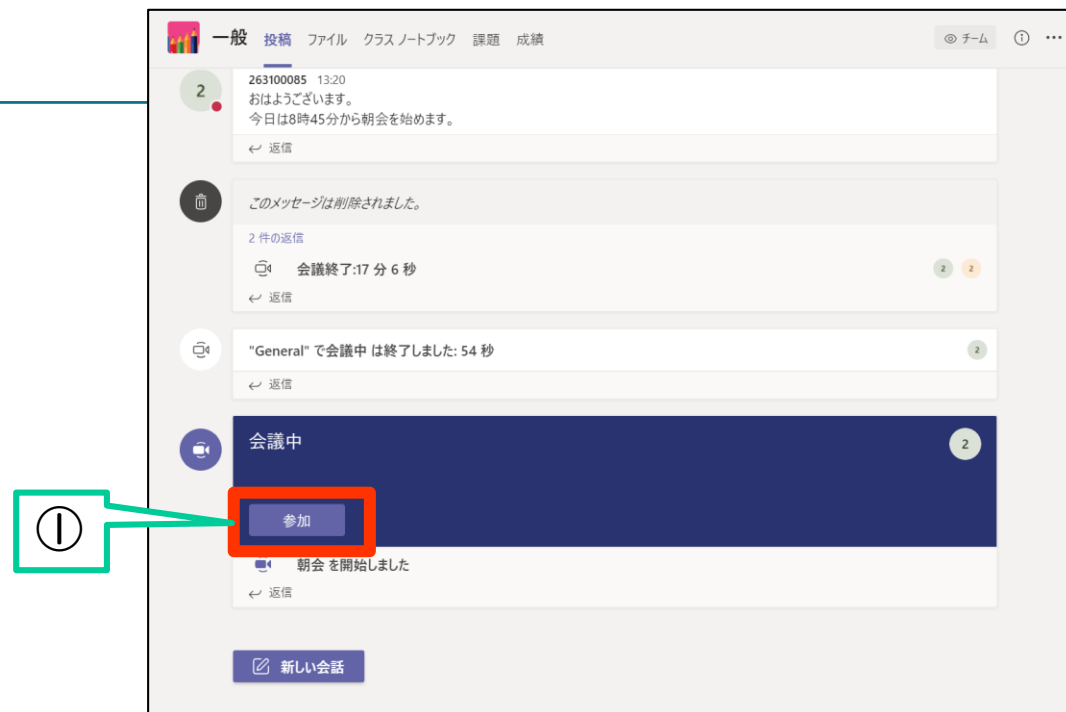 一般 投稿 ファイル クラス ノートブック 課題 成績 チーム
2 263100085 13:20
おはようございます。
今日は8時45分から朝会を始めます。
返信
このメッセージは削除されました。
2 件の返信
会議終了:17 分 6 秒 2 2
返信
"General" で会議中 は終了しました: 54 秒 2
返信
会議中 2
① 参加
朝会 を開始しました
返信
新しい会話